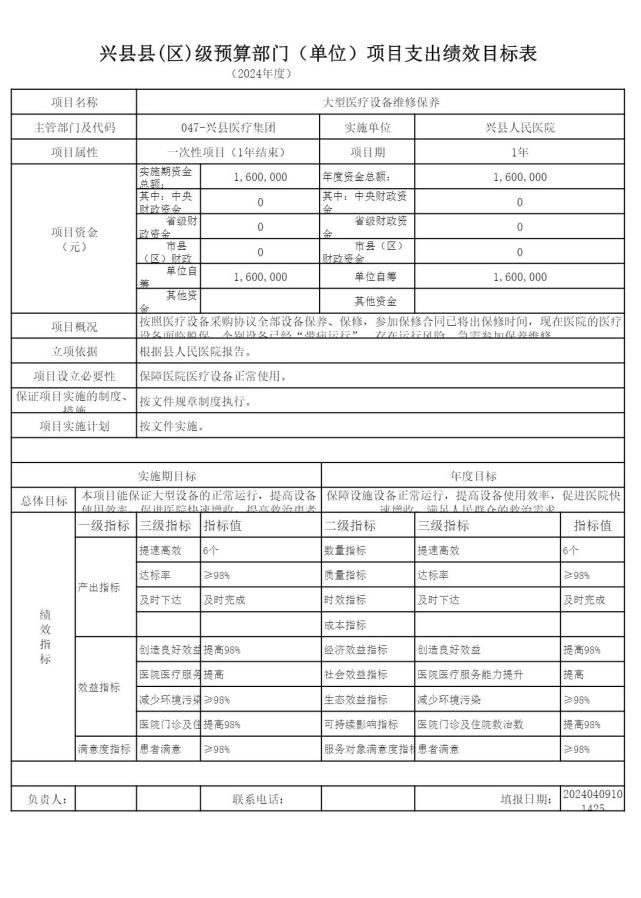 兴县县(区)级预算部门（单位）项目支出绩效目标表
（2024年度）
项目名称 大型医疗设备维修保养
主管部门及代码 047-兴县医疗集团 实施单位 兴县人民医院
项目属性 一次性项目（1年结束） 项目期 1年
项目资金
（元）
实施期资金
总额: 1,600,000 年度资金总额: 1,600,000
其中: 中央
财政资金 0 其中: 中央财政资
金 0
省级财
政资金 0 省级财政资
金 0
市县
（区）财政 0 市县（区）
财政资金 0
单位自
筹 1,600,000 单位自筹 1,600,000
其他资
金 其他资金
项目概况 按照医疗设备采购协议全部设备保养、保修，参加保修合同已将出保修时间，现在医院的医疗
设备面临脱保，个别设备已经“带病运行”，存在运行风险，急需参加保养维修
立项依据 根据县人民医院报告。
项目设立必要性 保障医院医疗设备正常使用。
保证项目实施的制度、
措施 按文件规章制度执行。
项目实施计划 按文件实施。
实施期目标 年度目标
总体目标 本项目能保证大型设备的正常运行，提高设备
使用效率，促进医院快速增收，提高救治患者
保障设施设备正常运行，提高设备使用效率，促进医院快
速增收，满足人民群众的救治需求
绩
效
指
标
一级指标 三级指标 指标值 二级指标 三级指标 指标值
产出指标
提速高效 6个 数量指标 提速高效 6个
达标率 ≥98% 质量指标 达标率 ≥98%
及时下达 及时完成 时效指标 及时下达 及时完成
成本指标
效益指标
创造良好效益 提高98% 经济效益指标 创造良好效益 提高98%
医院医疗服务 提高 社会效益指标 医院医疗服务能力提升 提高
减少环境污染 ≥98% 生态效益指标 减少环境污染 ≥98%
医院门诊及住 提高98% 可持续影响指标 医院门诊及住院救治数 提高98%
满意度指标 患者满意 ≥98% 服务对象满意度指标 患者满意 ≥98%
负责人: 联系电话: 填报日期: 2024040910
1425